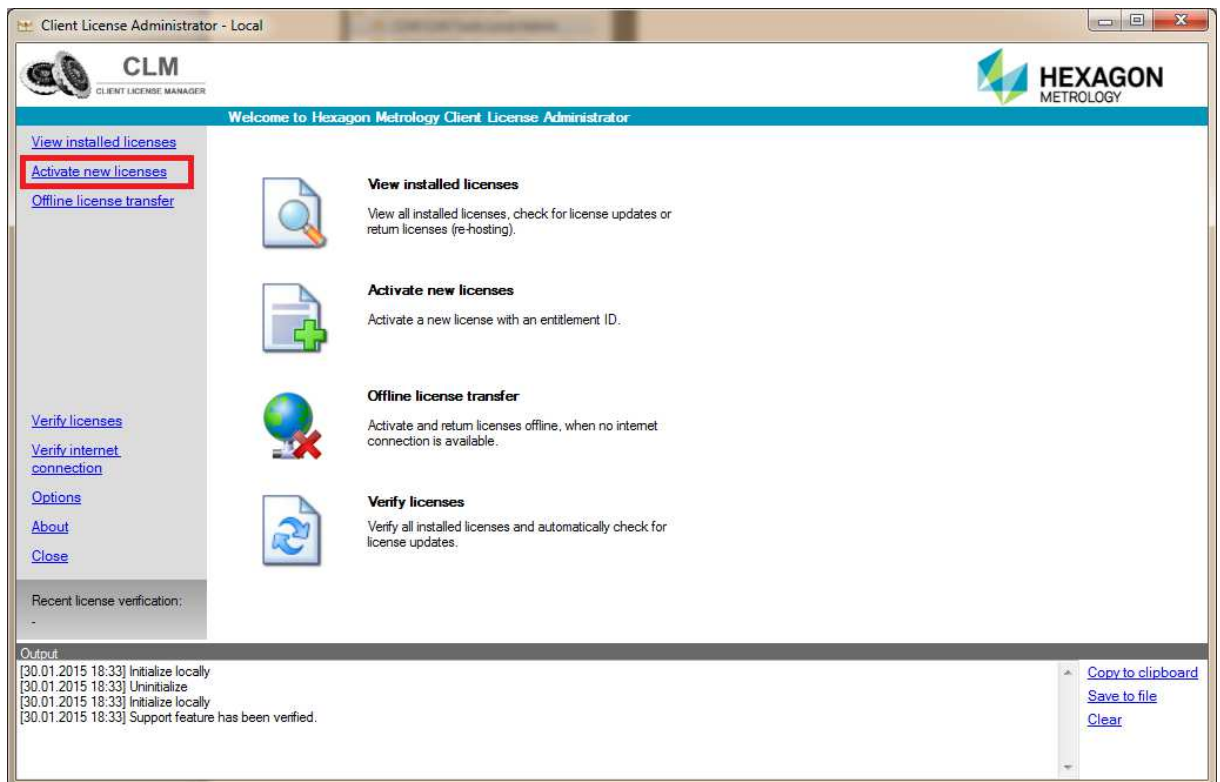 Client License Administrator - Local
CLM
CLIENT LICENSE MANAGER
HEXAGON
METROLOGY
Welcome to Hexagon Metrology Client License Administrator
View installed licenses
Activate new licenses
Offline license transfer
Verify licenses
Verify internet
connection
Options
About
Close
Recent license verification:
-
View installed licenses
View all installed licenses, check for license updates or
return licenses (re-hosting).
Activate new licenses
Activate a new license with an entitlement ID.
Offline license transfer
Activate and return licenses offline, when no internet
connection is available.
Verify licenses
Verify all installed licenses and automatically check for
license updates.
Output
[30.01.2015 18:33] Initialize locally
[30.01.2015 18:33] Uninitialize
[30.01.2015 18:33] Initialize locally
[30.01.2015 18:33] Support feature has been verified.
Copy to clipboard
Save to file
Clear